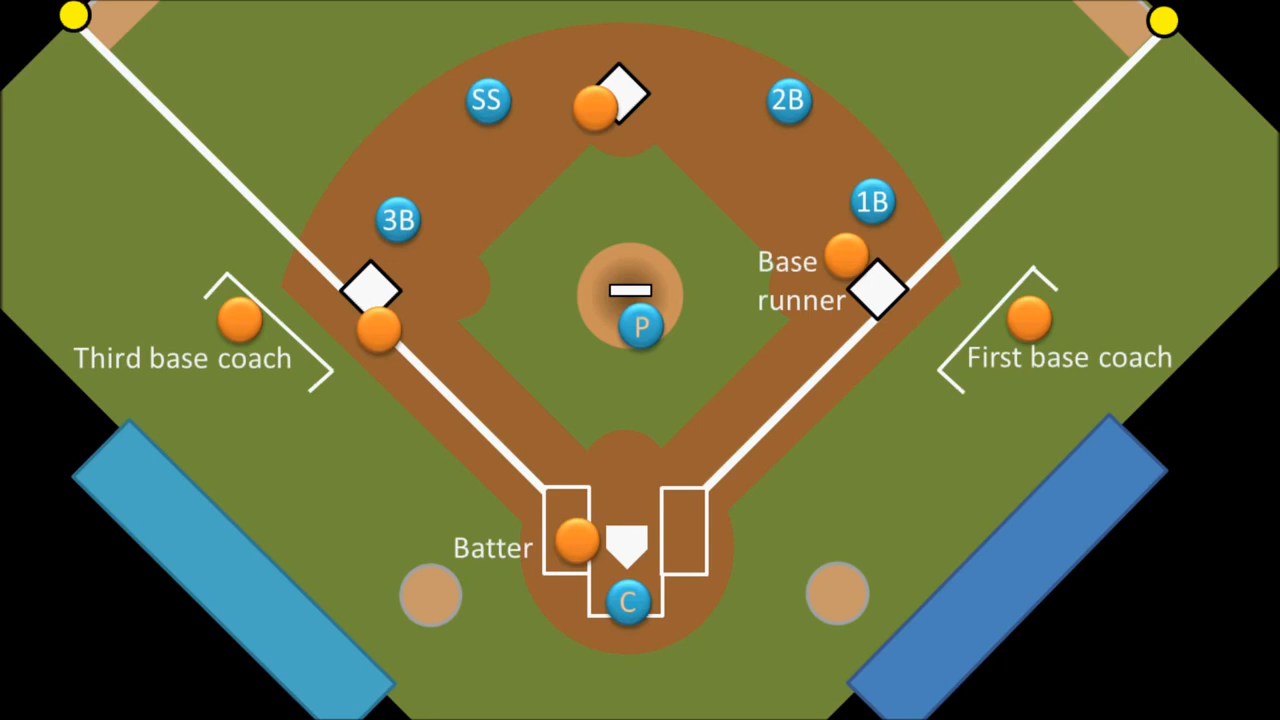 SS
2B
3B
1B
Base
runner
P
Third base coach
First base coach
Batter
C